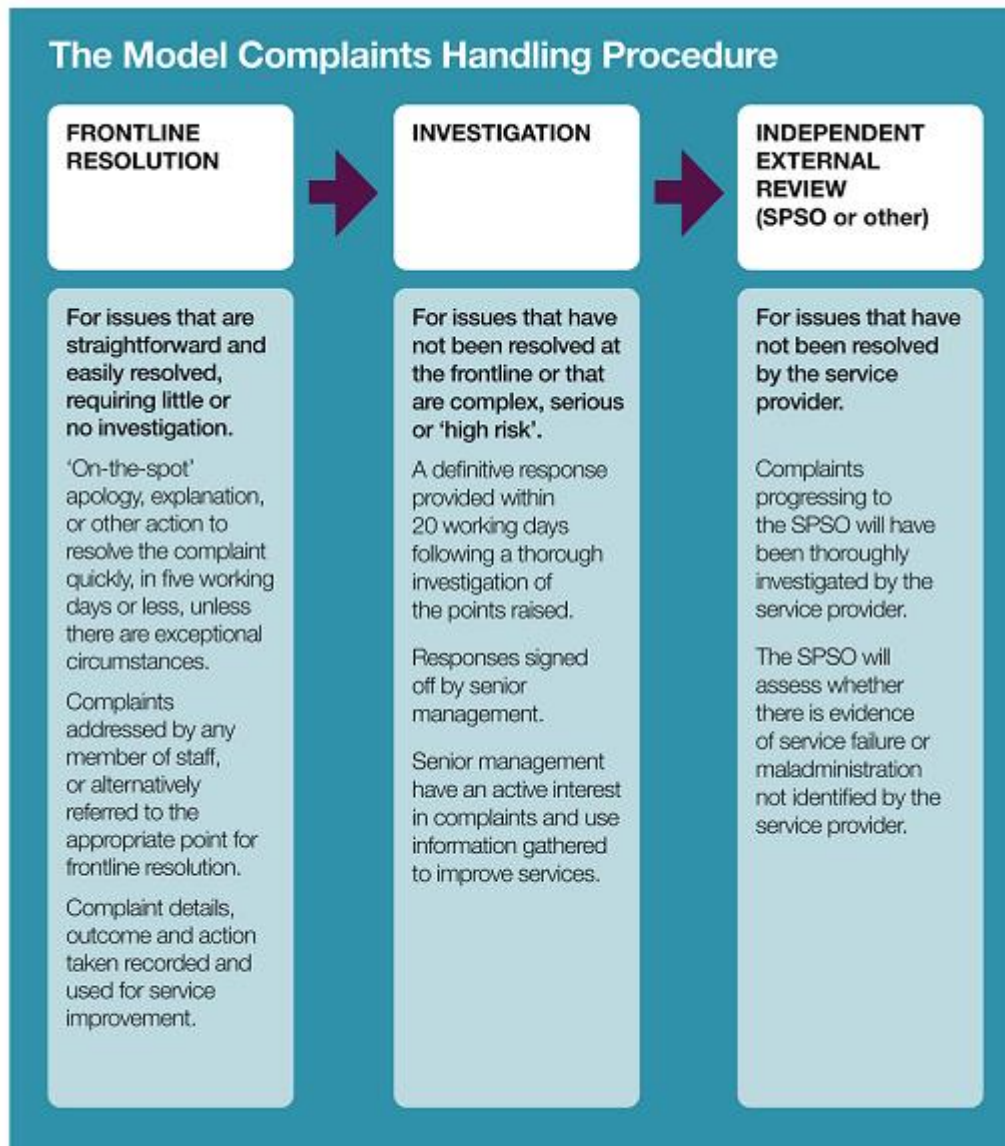 The Model Complaints Handling Procedure
FRONTLINE
RESOLUTION
For issues that are
straightforward and
easily resolved,
requiring little or
no investigation.
‘On-the-spot’
apology, explanation,
or other action to
resolve the complaint
quickly, in five working
days or less, unless
there are exceptional
circumstances.
Complaints
addressed by any
member of staff,
or alternatively
referred to the
appropriate point for
frontline resolution.
Complaint details,
outcome and action
taken recorded and
used for service
improvement.
INVESTIGATION
For issues that have
not been resolved at
the frontline or that
are complex, serious
or ‘high risk’.
A definitive response
provided within
20 working days
following a thorough
investigation of
the points raised.
Responses signed
off by senior
management.
Senior management
have an active interest
in complaints and use
information gathered
to improve services.
INDEPENDENT
EXTERNAL
REVIEW
(SPSO or other)
For issues that have
not been resolved
by the service
provider.
Complaints
progressing to
the SPSO will have
been thoroughly
investigated by the
service provider.
The SPSO will
assess whether
there is evidence
of service failure or
maladministration
not identified by the
service provider.